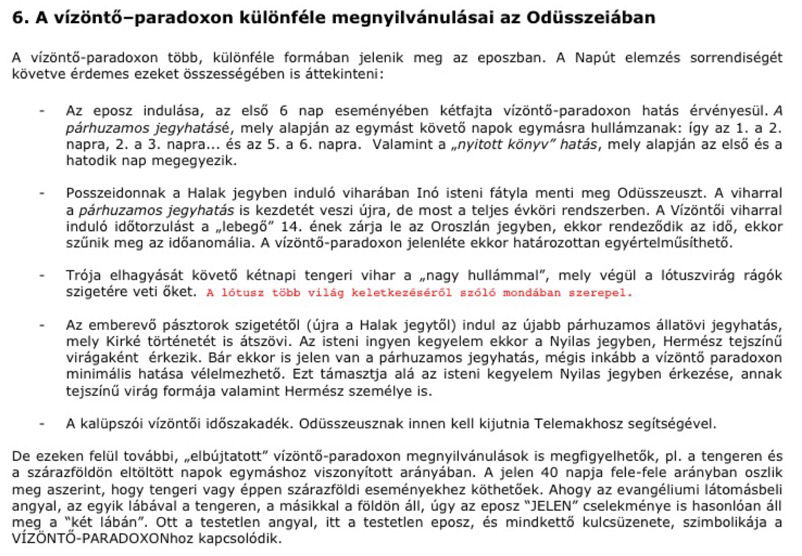 6. A vízöntő–paradoxon különféle megnyilvánulásai az Odüsszeiában
A vízöntő-paradoxon több, különféle formában jelenik meg az eposzban. A Napút elemzés sorrendiségét
követve érdemes ezeket összességében is áttekinteni:
- Az eposz indulása, az első 6 nap eseményében kétfajta vízöntő-paradoxon hatás érvényesül. A
párhuzamos jegyhatásé, mely alapján az egymást követő napok egymásra hullámzanak: így az 1. a 2.
napra, 2. a 3. napra... és az 5. a 6. napra. Valamint a „nyitott könyv” hatás, mely alapján az első és a
hatodik nap megegyezik.
- Posszeidonnak a Halak jegyben induló viharában Inó isteni fátyla menti meg Odüsszeuszt. A viharral
a párhuzamos jegyhatás is kezdetét veszi újra, de most a teljes évköri rendszerben. A Vízöntői viharral
induló időtorzulást a „lebegő” 14. ének zárja le az Oroszlán jegyben, ekkor rendeződik az idő, ekkor
szűnik meg az időanomália. A vízöntő-paradoxon jelenléte ekkor határozottan egyértelműsíthető.
- Trója elhagyását követő kétnapi tengeri vihar a „nagy hullámmal”, mely végül a lótuszvirág rágók
szigetére veti őket. A lótusz több világ keletkezéséről szóló mondában szerepel.
- Az emberevő pásztorok szigetétől (újra a Halak jegytől) indul az újabb párhuzamos állatövi jegyhatás,
mely Kirké történetét is átszövi. Az isteni ingyen kegyelem ekkor a Nyilas jegyben, Hermész tejszínű
virágaként érkezik. Bár ekkor is jelen van a párhuzamos jegyhatás, mégis inkább a vízöntő paradoxon
minimális hatása vélelmezhető. Ezt támasztja alá az isteni kegyelem Nyilas jegyben érkezése, annak
tejszínű virág formája valamint Hermész személye is.
- A kalüpszói vízöntői időszakadék. Odüsszeusznak innen kell kijutnia Telemakhosz segítségével.
De ezeken felül további, „elbújtatott” vízöntő-paradoxon megnyilvánulások is megfigyelhetők, pl. a tengeren és
a szárazföldön eltöltött napok egymáshoz viszonyított arányában. A jelen 40 napja fele-fele arányban oszlik
meg aszerint, hogy tengeri vagy éppen szárazföldi eseményekhez köthetőek. Ahogy az evangéliumi látomásbeli
angyal, az egyik lábával a tengeren, a másikkal a földön áll, úgy az eposz “JELEN” cselekménye is hasonlóan áll
meg a “két lábán”. Ott a testetlen angyal, itt a testetlen eposz, és mindkettő kulcsüzenete, szimbolikája a
VÍZÖNTŐ-PARADOXONhoz kapcsolódik.